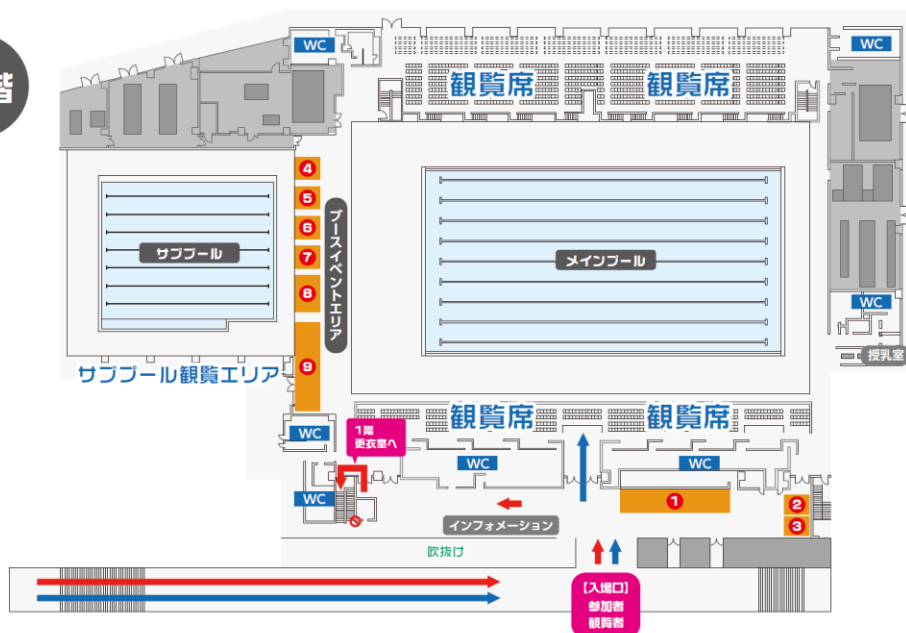 階
WC
WC
観覧席
観覧席
4
5
6
7
8
9
ブースイベントエリア
サブプール
メインプール
WC
授乳室
サブプール観覧エリア
観覧席
観覧席
WC
1階
更衣室へ
WC
WC
WC
1
2
3
インフォメーション
吹抜け
【入場口】
参加者
観覧者